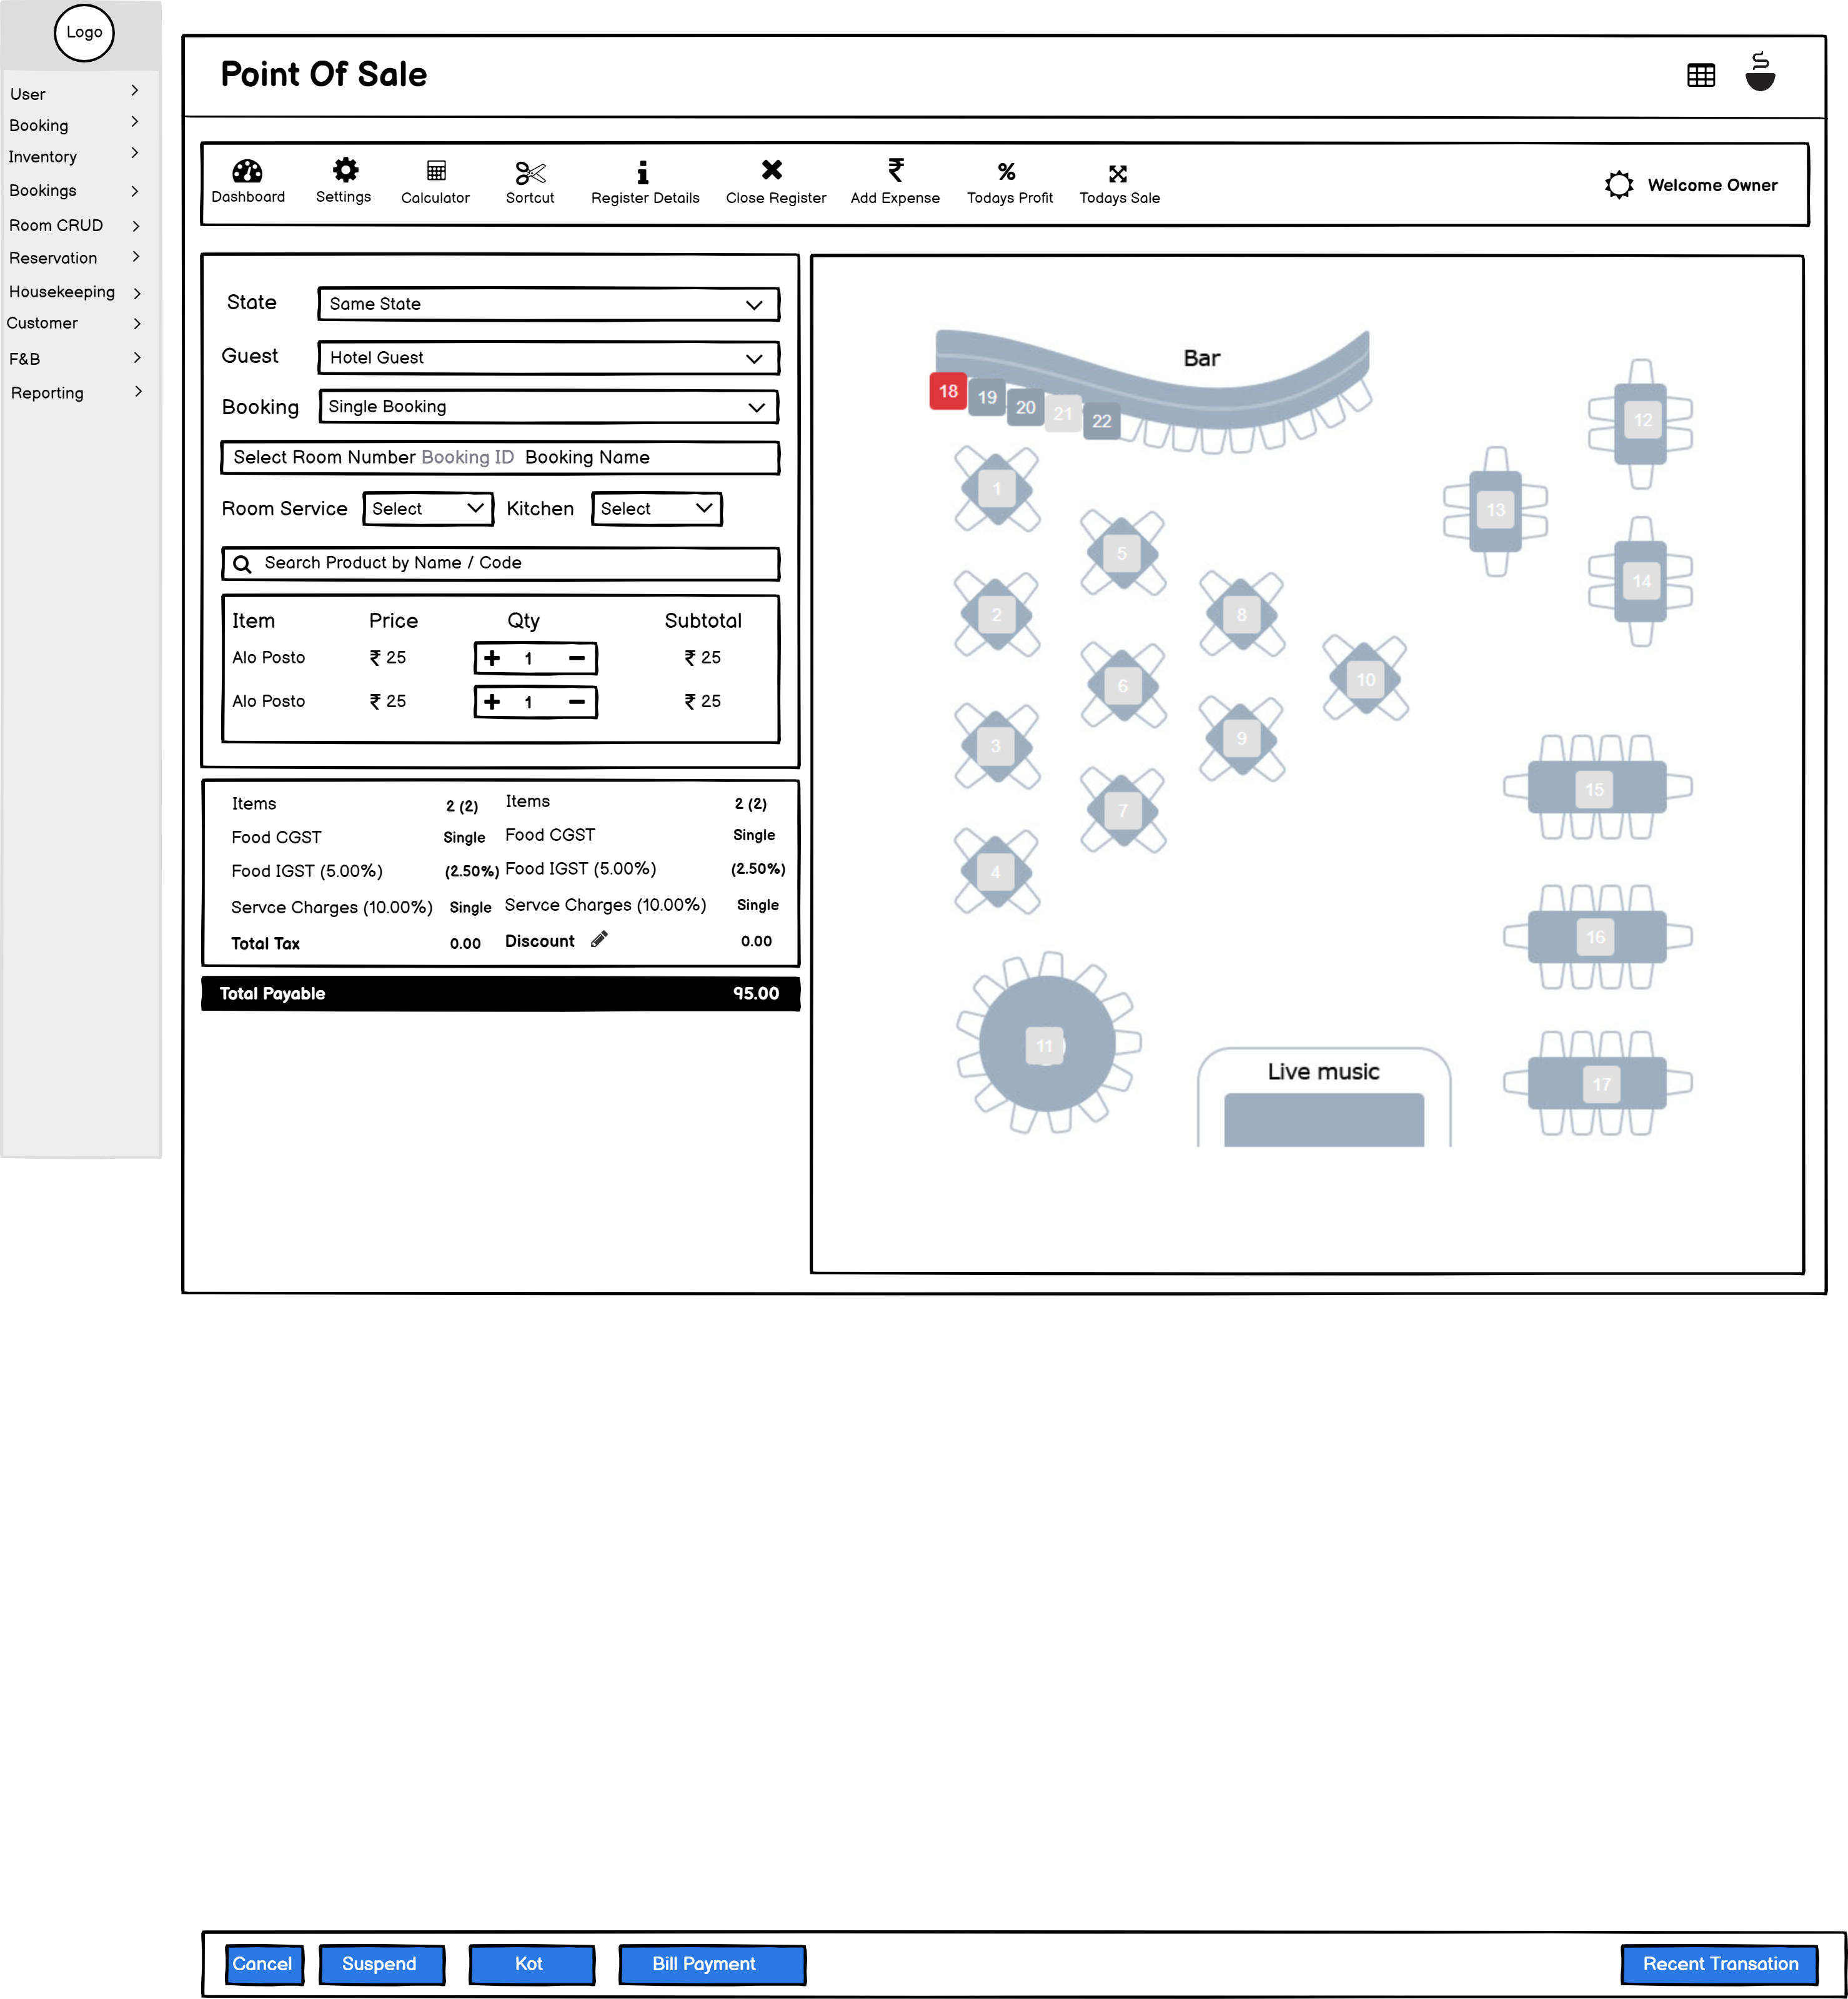 Logo
User
Booking
Inventory
Bookings
Room CRUD
Reservation
Housekeeping
Customer
F&B
Reporting
Point Of Sale
Dashboard Settings Calculator Sortcut Register Details Close Register Add Expense Todays Profit Todays Sale Welcome Owner
State Same State
Guest Hotel Guest
Booking Single Booking
Select Room Number Booking ID Booking Name
Room Service Select Kitchen Select
Search Product by Name / Code
Item Price Qty Subtotal
Alo Posto ₹ 25 1 ₹ 25
Alo Posto ₹ 25 1 ₹ 25
Items 2 (2) Items 2 (2)
Food CGST Single Food CGST Single
Food IGST (5.00%) (2.50%) Food IGST (5.00%) (2.50%)
Servce Charges (10.00%) Single Servce Charges (10.00%) Single
Total Tax 0.00 Discount 0.00
Total Payable 95.00
Bar
18 19 20 21 22
12
1
13
5
14
2 8
6 10
3 9
15
7
4
16
11
Live music
17
Cancel Suspend Kot Bill Payment Recent Transation